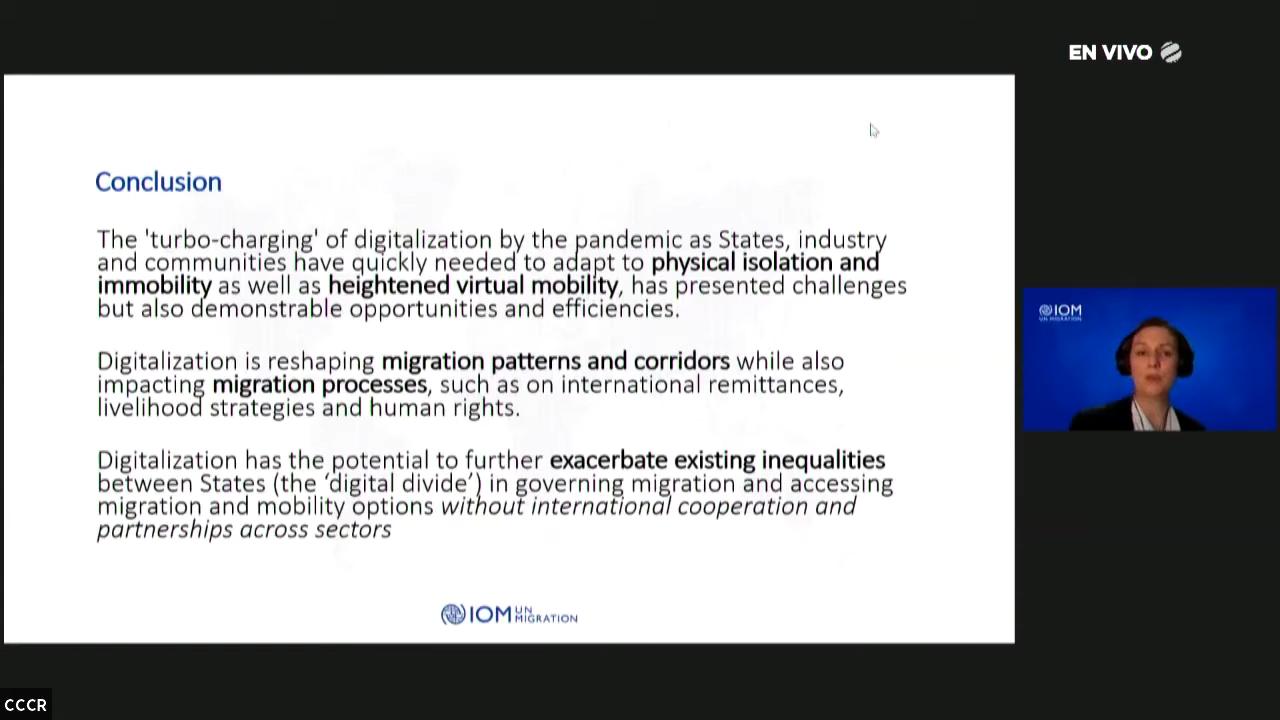 EN VIVO
Conclusion
The 'turbo-charging' of digitalization by the pandemic as States, industry
and communities have quickly needed to adapt to physical isolation and
immobility as well as heightened virtual mobility, has presented challenges
but also demonstrable opportunities and efficiencies.
Digitalization is reshaping migration patterns and corridors while also
impacting migration processes, such as on international remittances,
livelihood strategies and human rights.
Digitalization has the potential to further exacerbate existing inequalities
between States (the ‘digital divide’) in governing migration and accessing
migration and mobility options without international cooperation and
partnerships across sectors
IOM UN MIGRATION
IOM
UN MIGRATION
CCCR